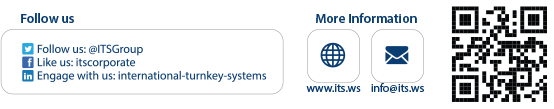 Follow us
Follow us: @ITSGroup
Like us: itscorporate
Engage with us: international-turnkey-systems
More Information
www.its.ws
info@its.ws